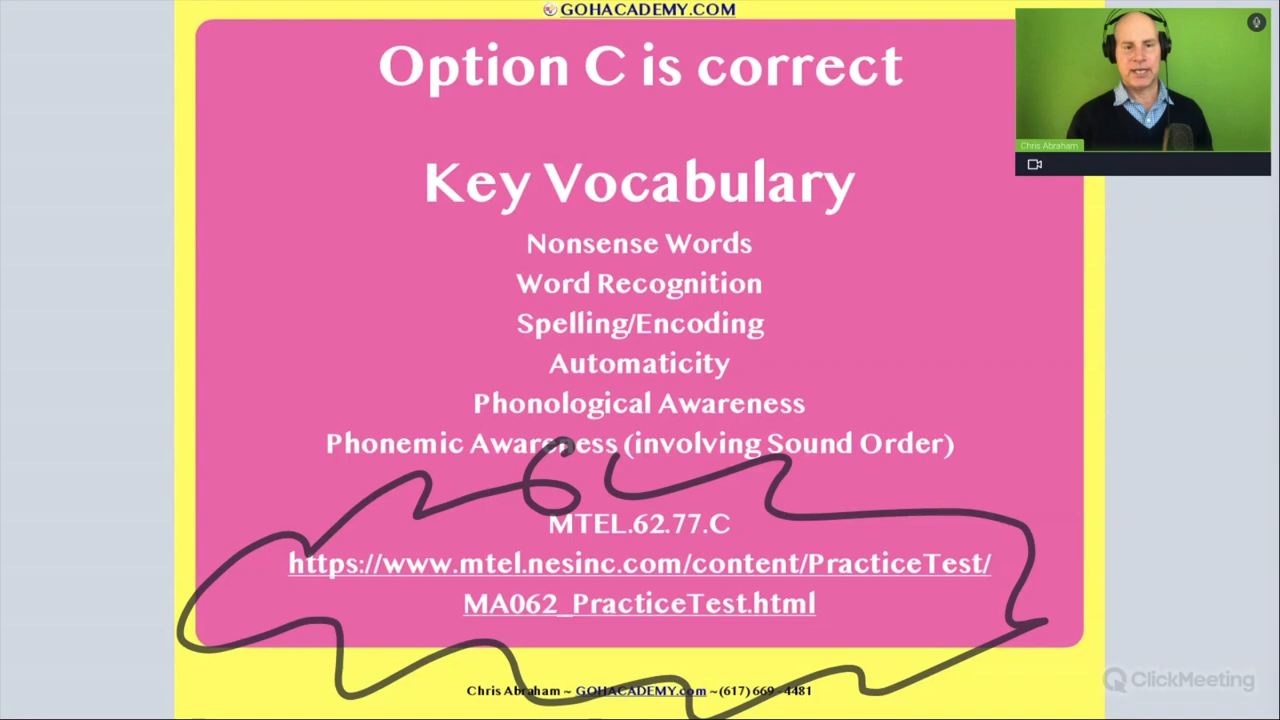 GOHACADEMY.COM
Option C is correct
Chris Abraham
Key Vocabulary
Nonsense Words
Word Recognition
Spelling/Encoding
Automaticity
Phonological Awareness
Phonemic Awareness (involving Sound Order)
MTEL.62.77.C
https://www.mtel.nesinc.com/content/PracticeTest/
MA062_PracticeTest.html
Chris Abraham ~ GOHACADEMY.com ~(617) 669 - 4481
ClickMeeting